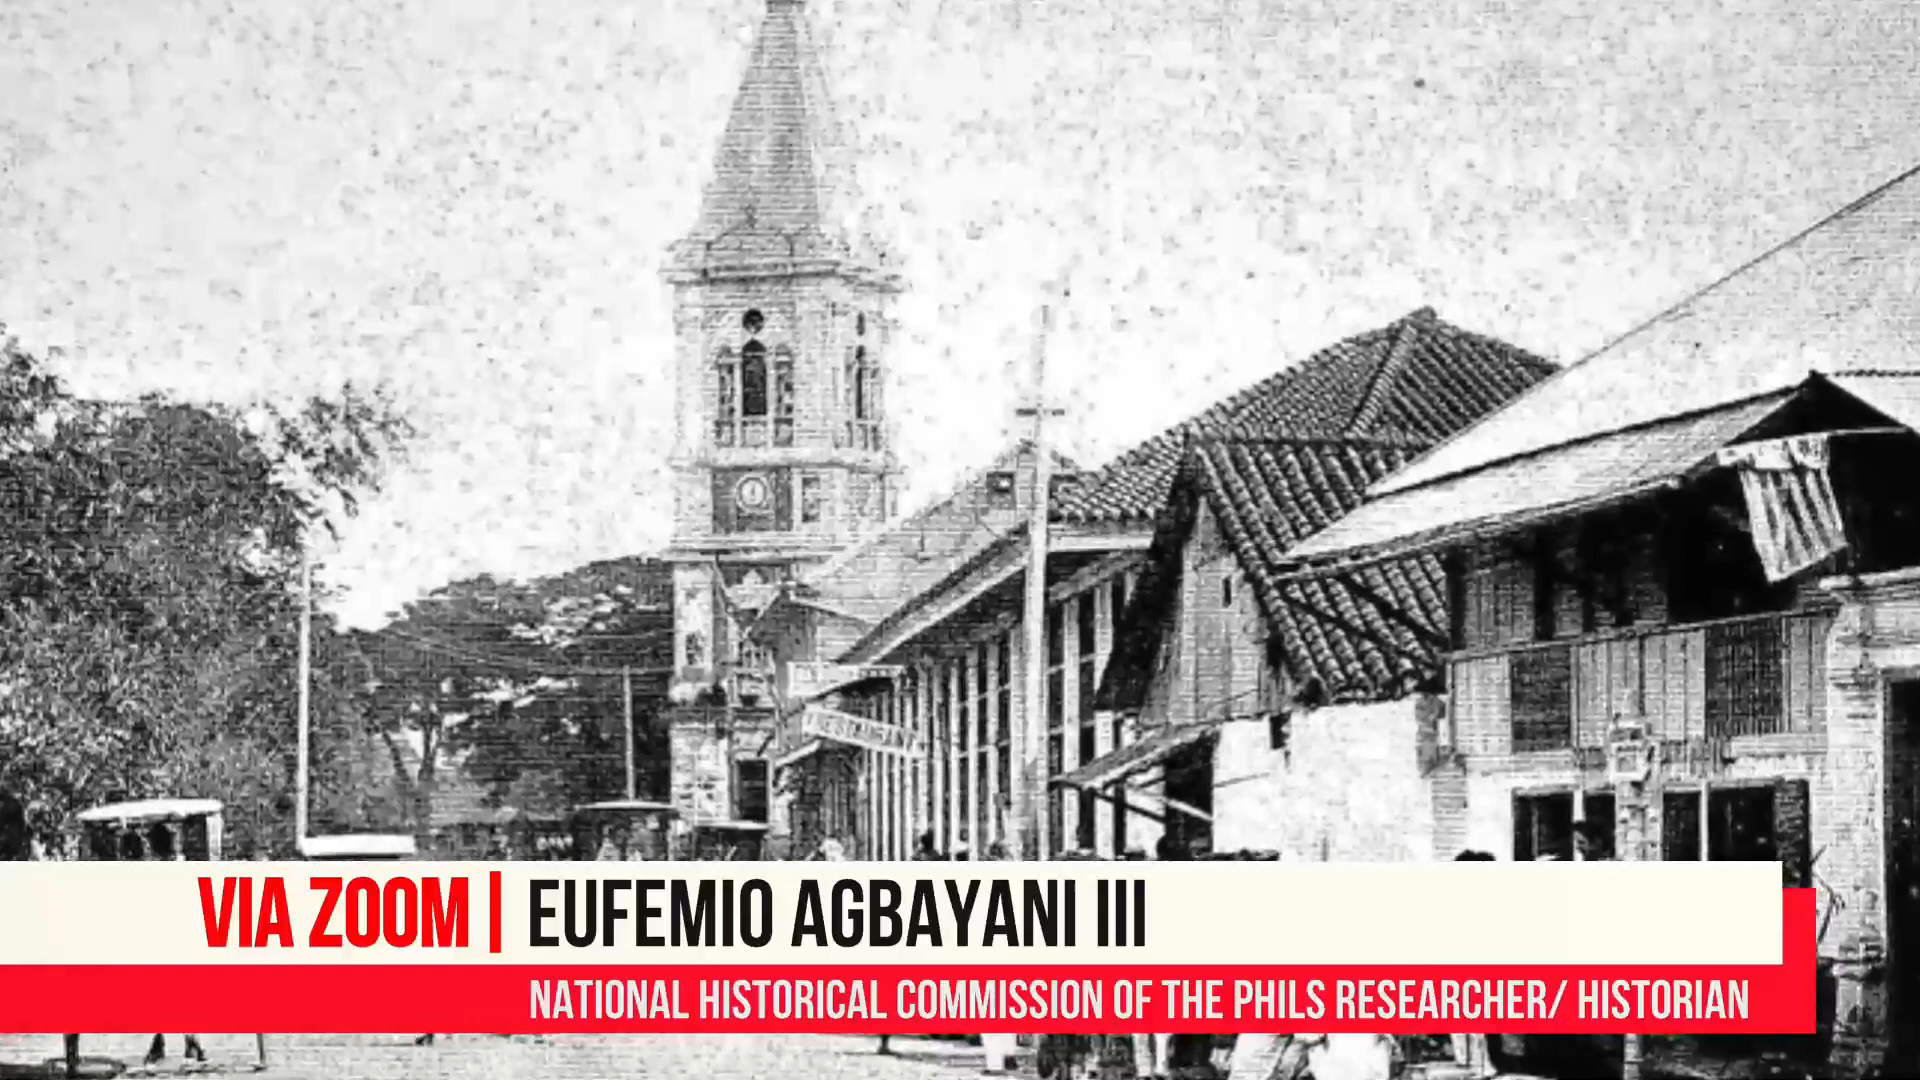 VIA ZOOM | EUFEMIO AGBAYANI III
NATIONAL HISTORICAL COMMISSION OF THE PHILS RESEARCHER/ HISTORIAN